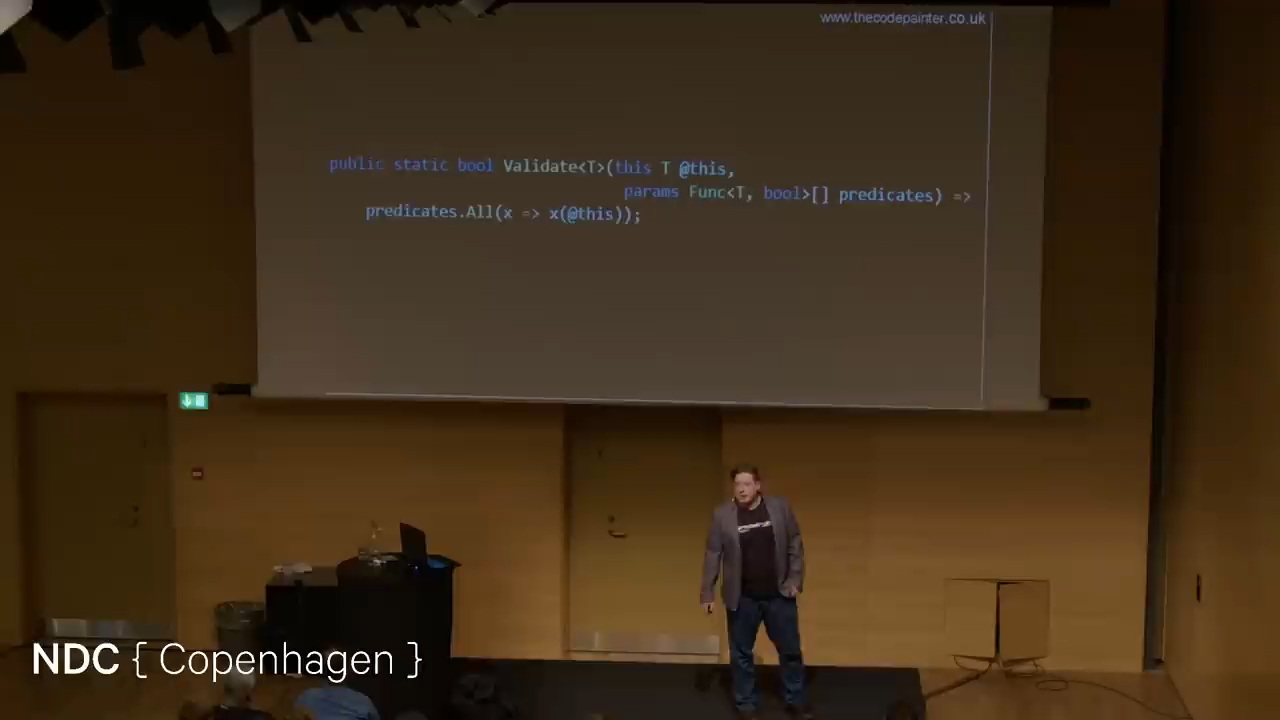 www.thecodepainter.co.uk
public static bool Validate<T>(this T @this,
params Func<T, bool>[] predicates) =>
predicates.All(x => x(@this));
NDC { Copenhagen }